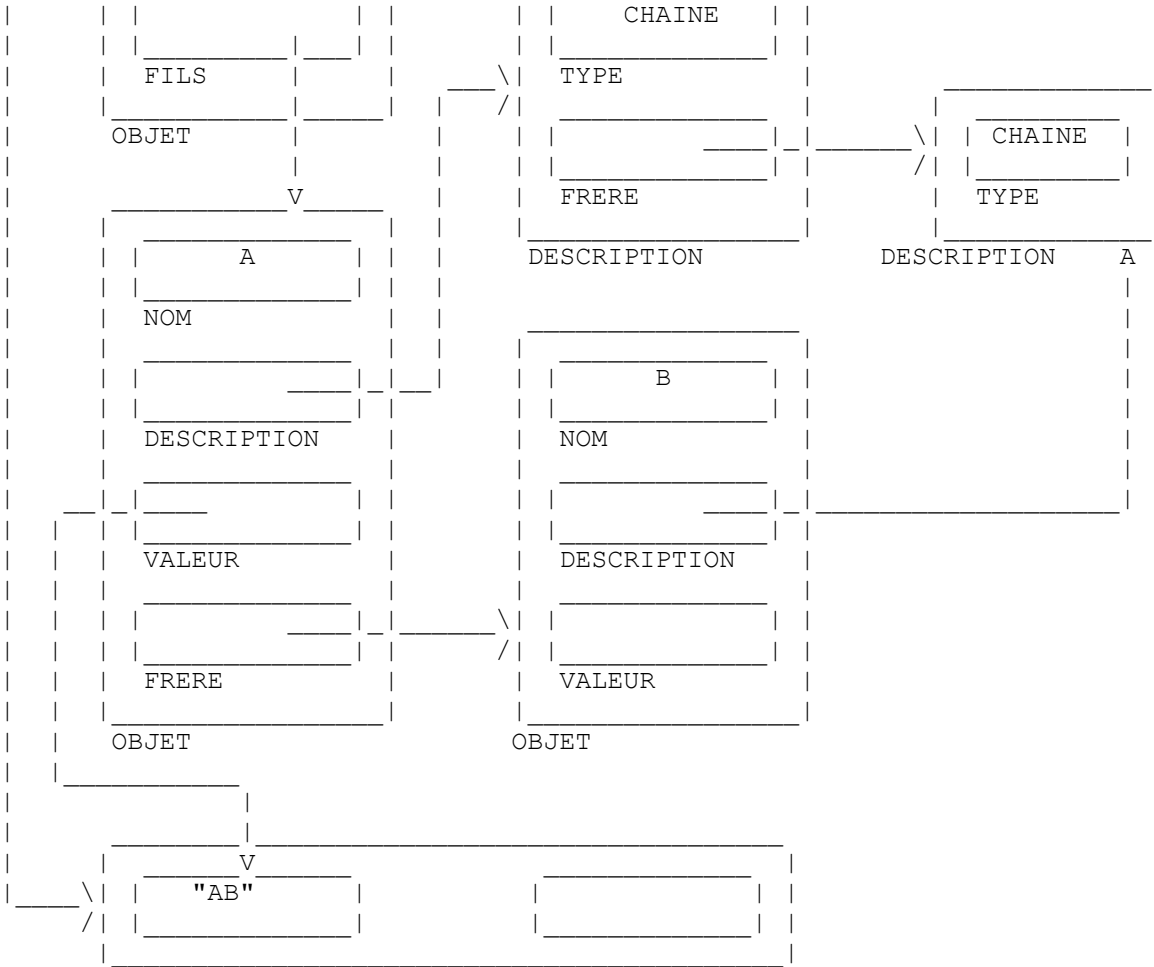 CHAINE
FILS TYPE
OBJET CHAINE
FRERE TYPE
A DESCRIPTION DESCRIPTION A
NOM
B
DESCRIPTION NOM
VALEUR DESCRIPTION
FRERE VALEUR
OBJET OBJET
V
"AB"